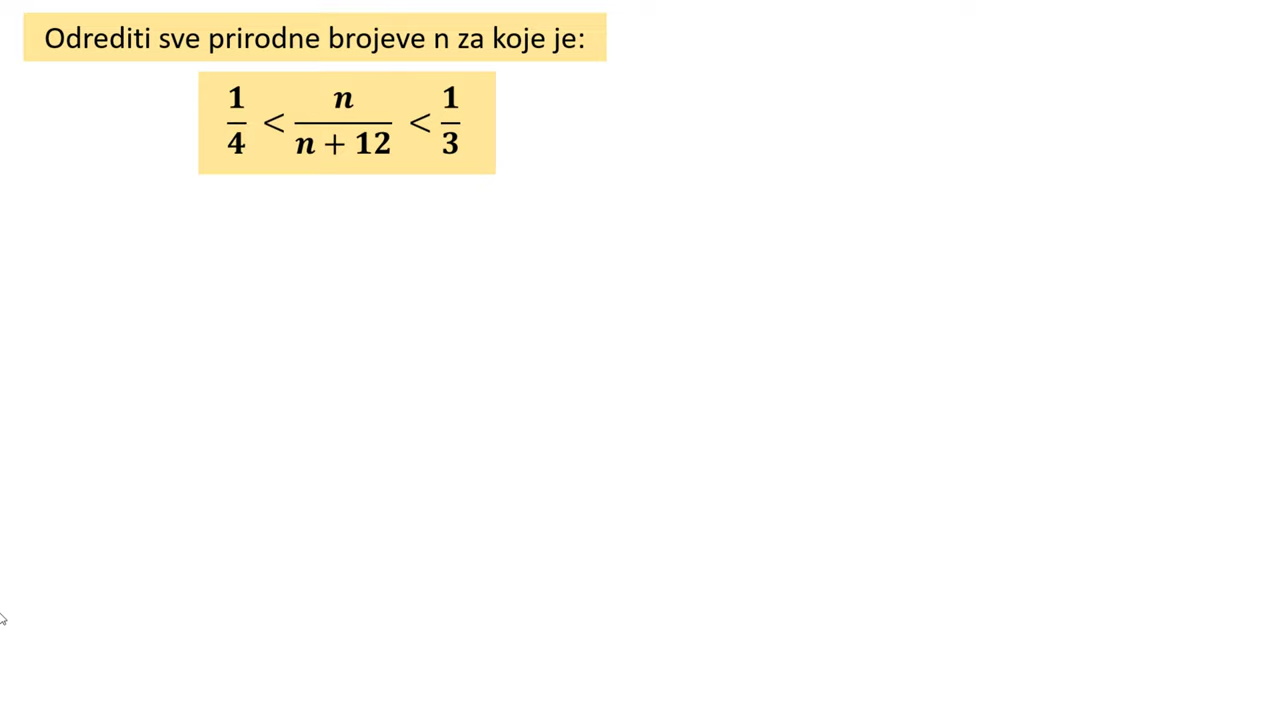 Odrediti sve prirodne brojeve n za koje je:
1/4 < n/(n + 12) < 1/3